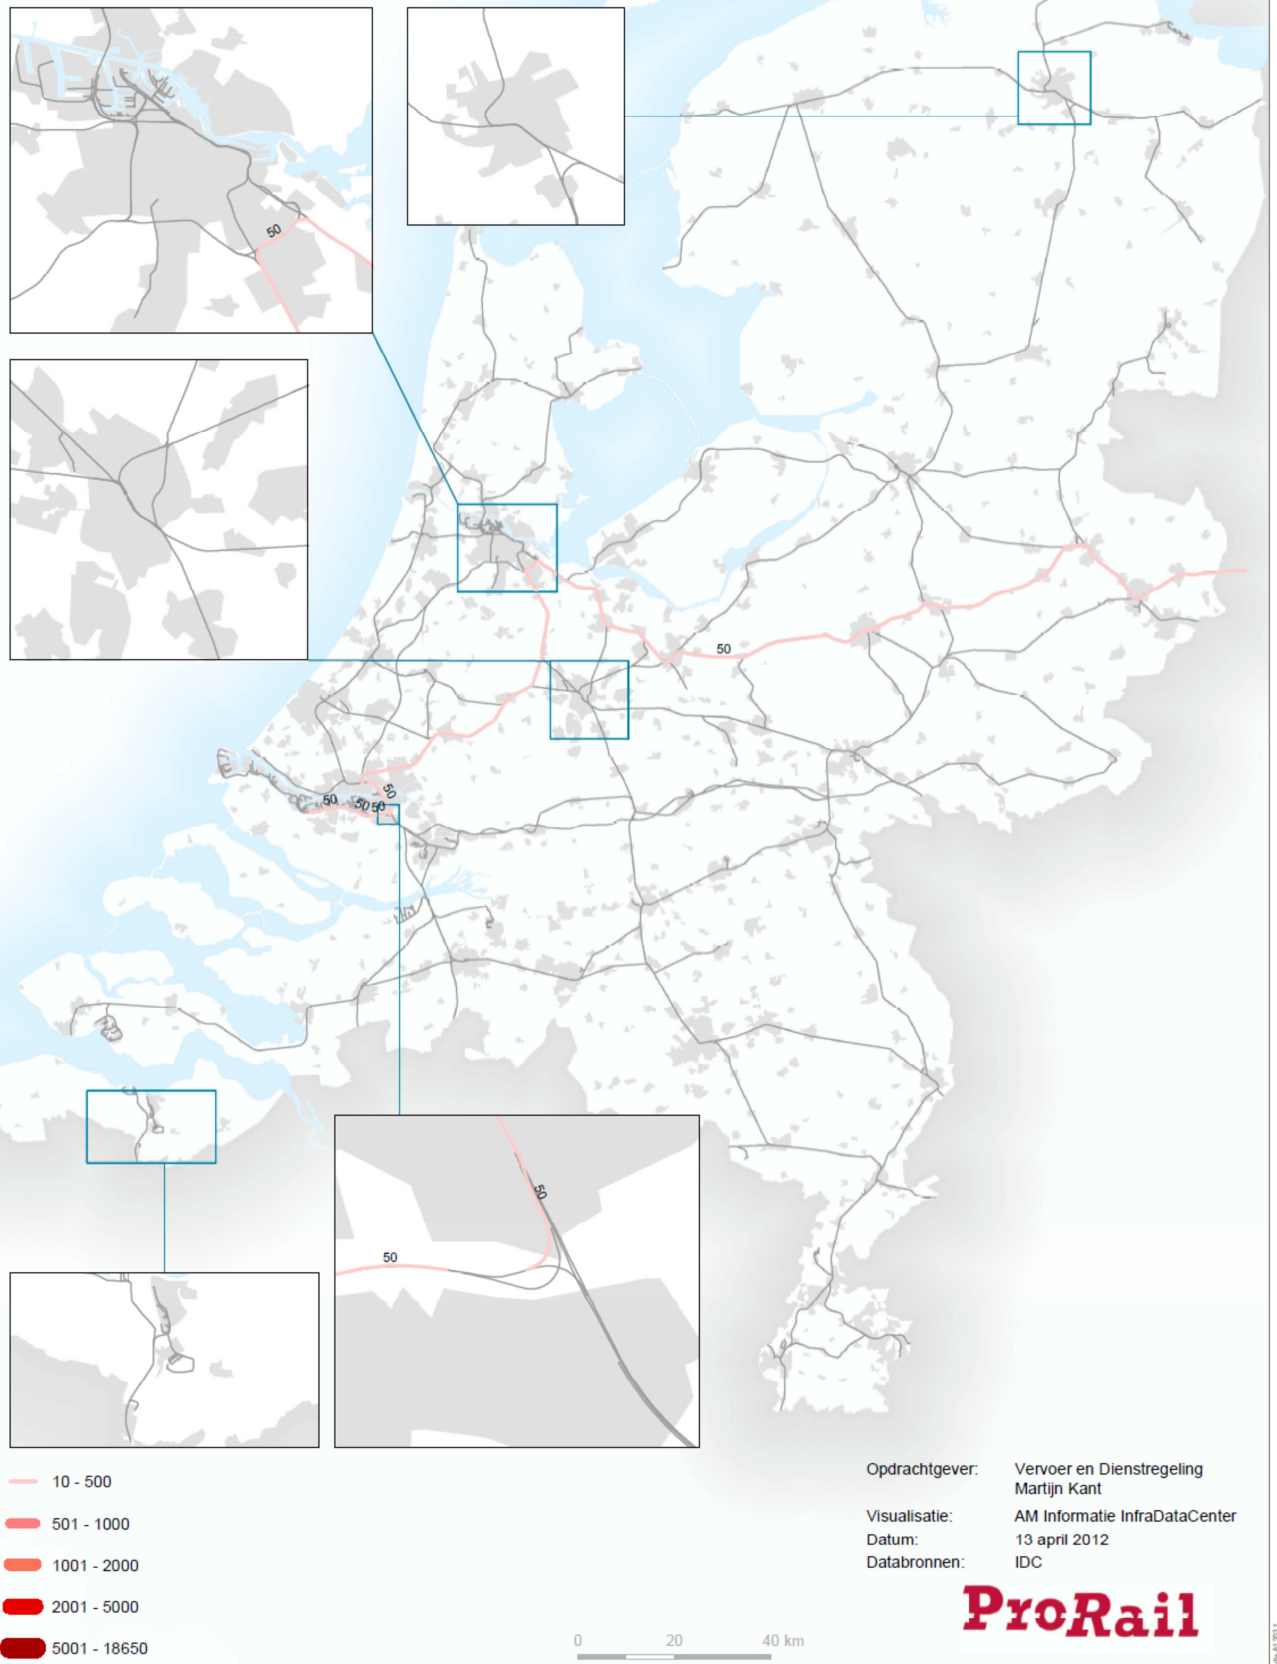 50
50
50
50
50
50
50
50
10 - 500
501 - 1000
1001 - 2000
2001 - 5000
5001 - 18650
0 20 40 km
Opdrachtgever: Vervoer en Dienstregeling
Martijn Kant
Visualisatie: AM Informatie InfraDataCenter
Datum: 13 april 2012
Databronnen: IDC
ProRail